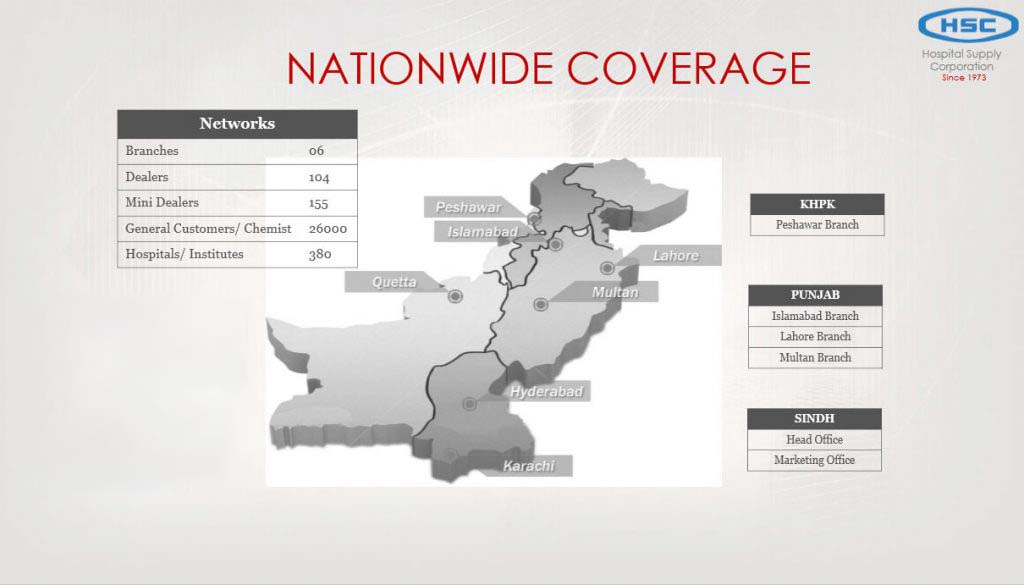 HSC
Hospital Supply
Corporation
Since 1973
NATIONWIDE COVERAGE
Networks
Branches 06
Dealers 104
Mini Dealers 155
General Customers/ Chemist 26000
Hospitals/ Institutes 380
Peshawar
Islamabad
Lahore
Quetta
Multan
Hyderabad
Karachi
KHPK
Peshawar Branch
PUNJAB
Islamabad Branch
Lahore Branch
Multan Branch
SINDH
Head Office
Marketing Office